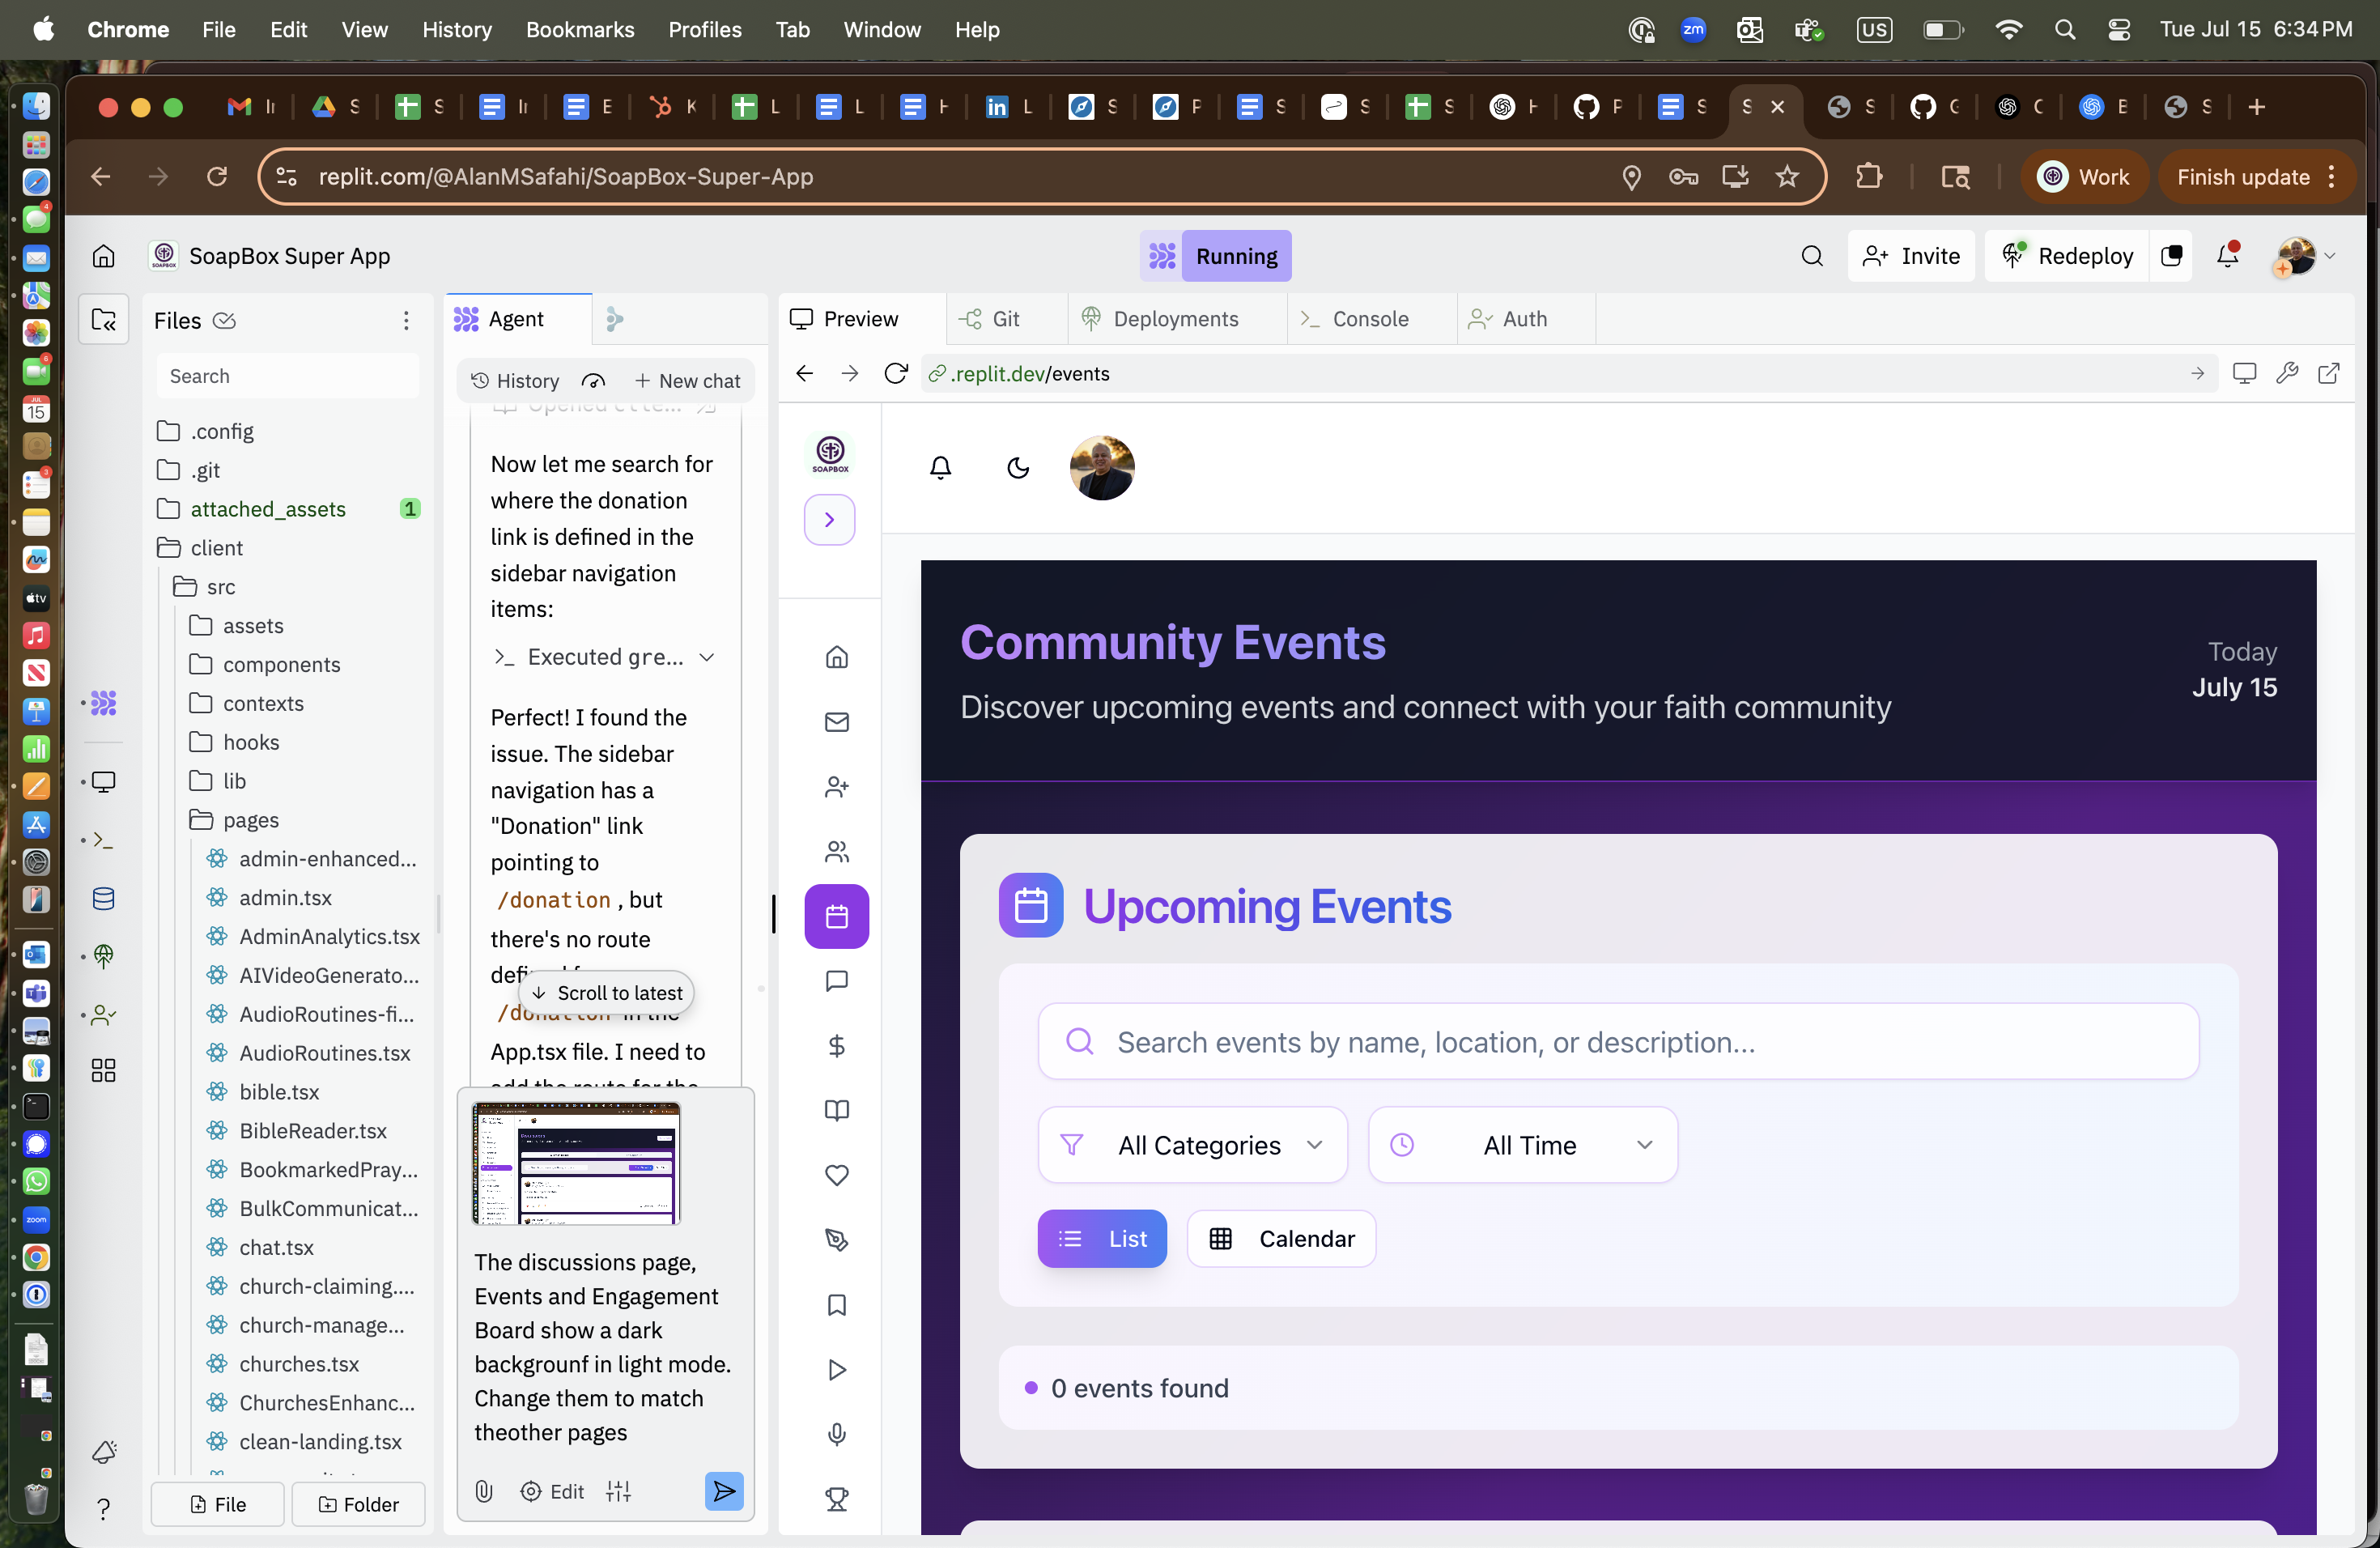 Chrome File Edit View History Bookmarks Profiles Tab Window Help
zm US Tue Jul 15 6:34 PM
replit.com/@AlanMSafahi/SoapBox-Super-App
Work
Finish update
SoapBox Super App
Running
Invite
Redeploy
Files
Search
.config
.git
attached_assets 1
client
src
assets
components
contexts
hooks
lib
pages
admin-enhanced...
admin.tsx
AdminAnalytics.tsx
AIVideoGenerato...
AudioRoutines-fi...
AudioRoutines.tsx
bible.tsx
BibleReader.tsx
BookmarkedPray...
BulkCommunicat...
chat.tsx
church-claiming....
church-manage...
churches.tsx
ChurchesEnhanc...
clean-landing.tsx
File
Folder
Agent
History
New chat
Now let me search for
where the donation
link is defined in the
sidebar navigation
items:
Executed gre...
Perfect! I found the
issue. The sidebar
navigation has a
"Donation" link
pointing to
/donation , but
there's no route
Scroll to latest
App.tsx file. I need to
The discussions page,
Events and Engagement
Board show a dark
backgrounf in light mode.
Change them to match
theother pages
Edit
Preview
Git
Deployments
Console
Auth
.replit.dev/events
SOAPBOX
Community Events
Discover upcoming events and connect with your faith community
Today
July 15
Upcoming Events
Search events by name, location, or description...
All Categories
All Time
List
Calendar
0 events found